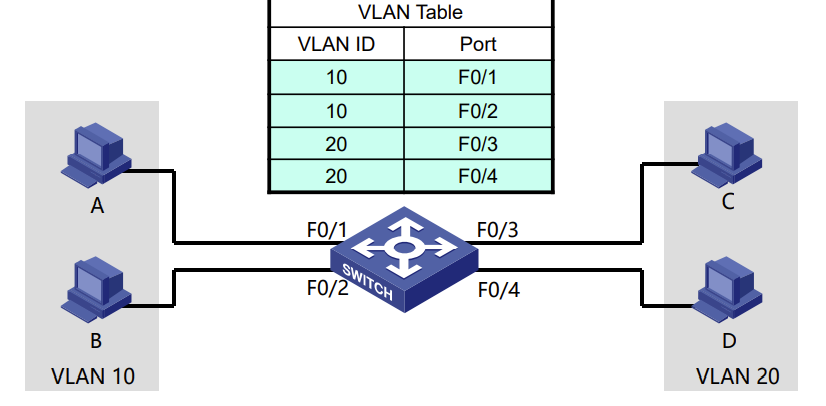 VLAN Table
VLAN ID Port
10 F0/1
10 F0/2
20 F0/3
20 F0/4
A
C
F0/1 F0/3
SWITCH
F0/2 F0/4
B
D
VLAN 10
VLAN 20